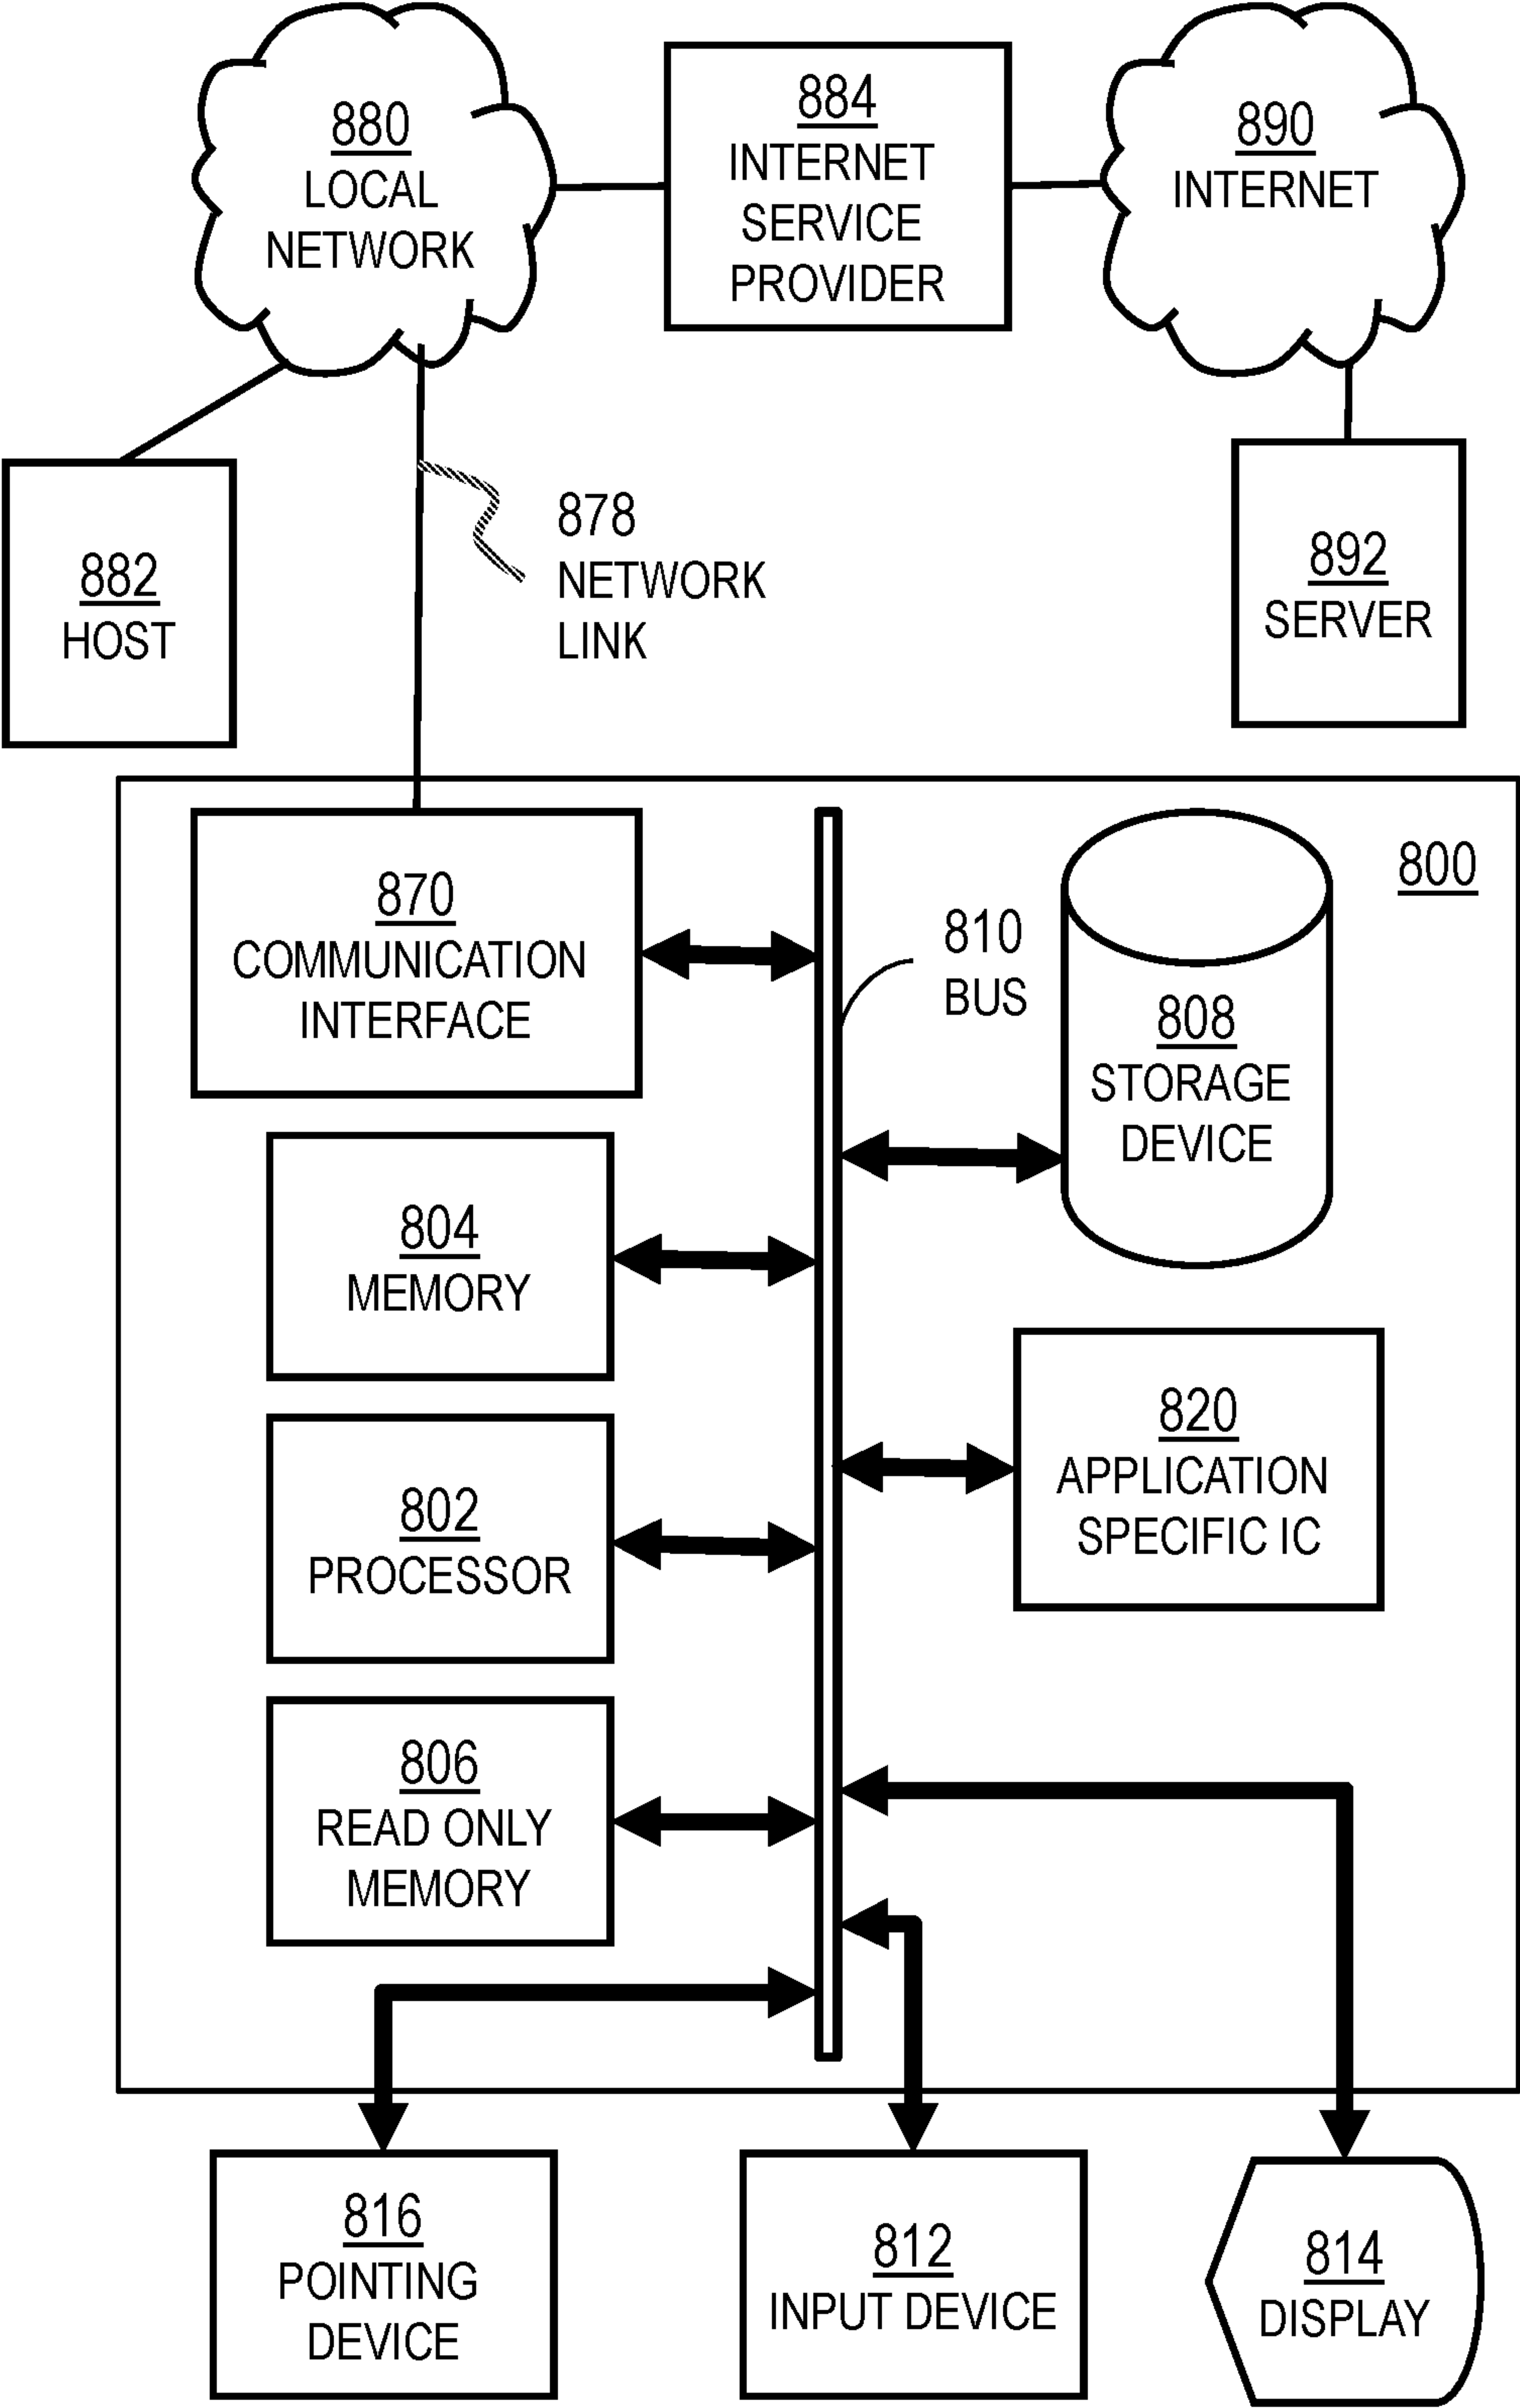 880
LOCAL
NETWORK
884
INTERNET
SERVICE
PROVIDER
890
INTERNET
882
HOST
878
NETWORK
LINK
892
SERVER
800
870
COMMUNICATION
INTERFACE
810
BUS
808
STORAGE
DEVICE
804
MEMORY
820
APPLICATION
SPECIFIC IC
802
PROCESSOR
806
READ ONLY
MEMORY
816
POINTING
DEVICE
812
INPUT DEVICE
814
DISPLAY